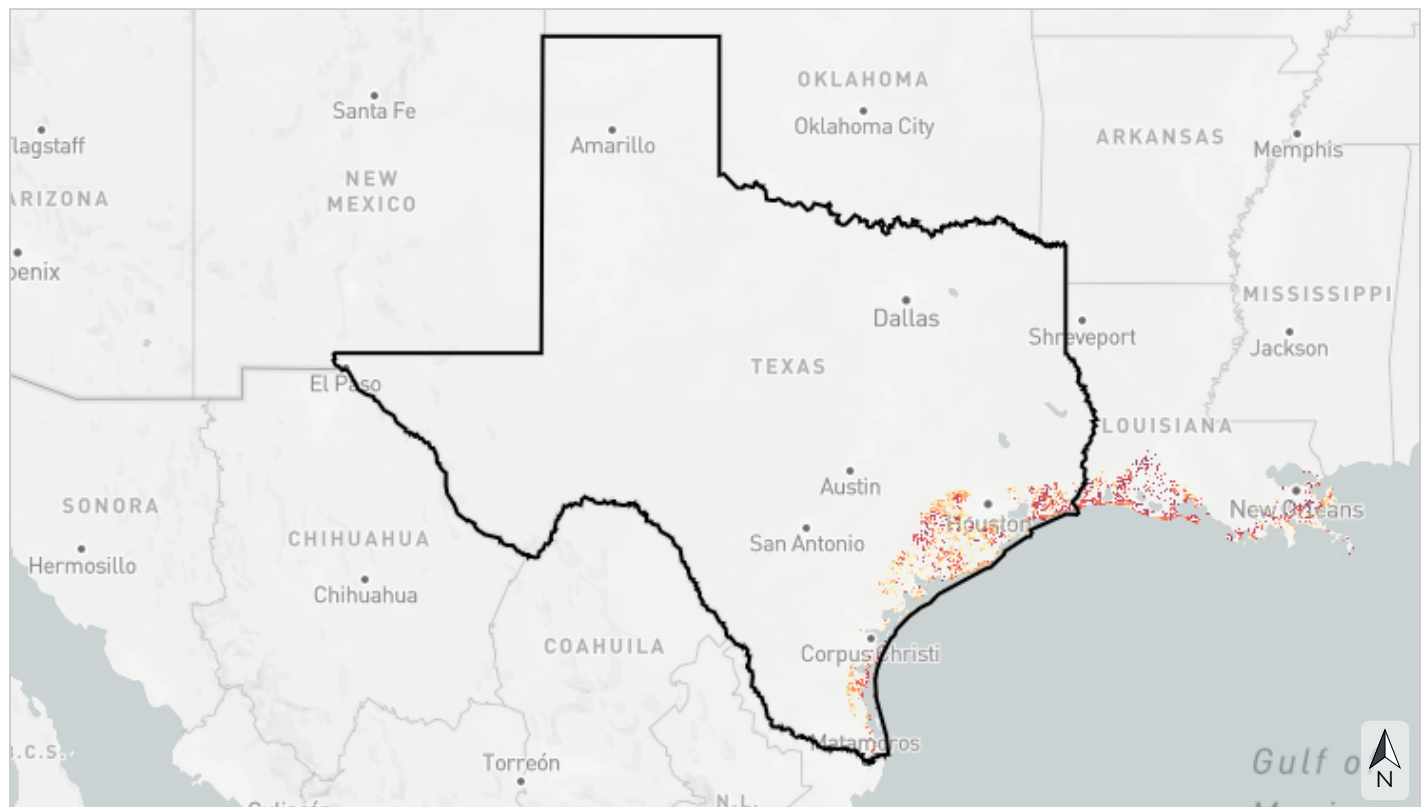 OKLAHOMA
Santa Fe
Oklahoma City
ARKANSAS
lagstaff
Amarillo
Memphis
NEW
MEXICO
ARIZONA
oenix
MISSISSIPPI
Dallas
Shreveport
Jackson
TEXAS
El Paso
LOUISIANA
Austin
SONORA
New Orleans
Houston
CHIHUAHUA
San Antonio
Hermosillo
Chihuahua
COAHUILA
Corpus Christi
Matamoros
B.C.S.
Torreón
Gulf o
N
N.L.